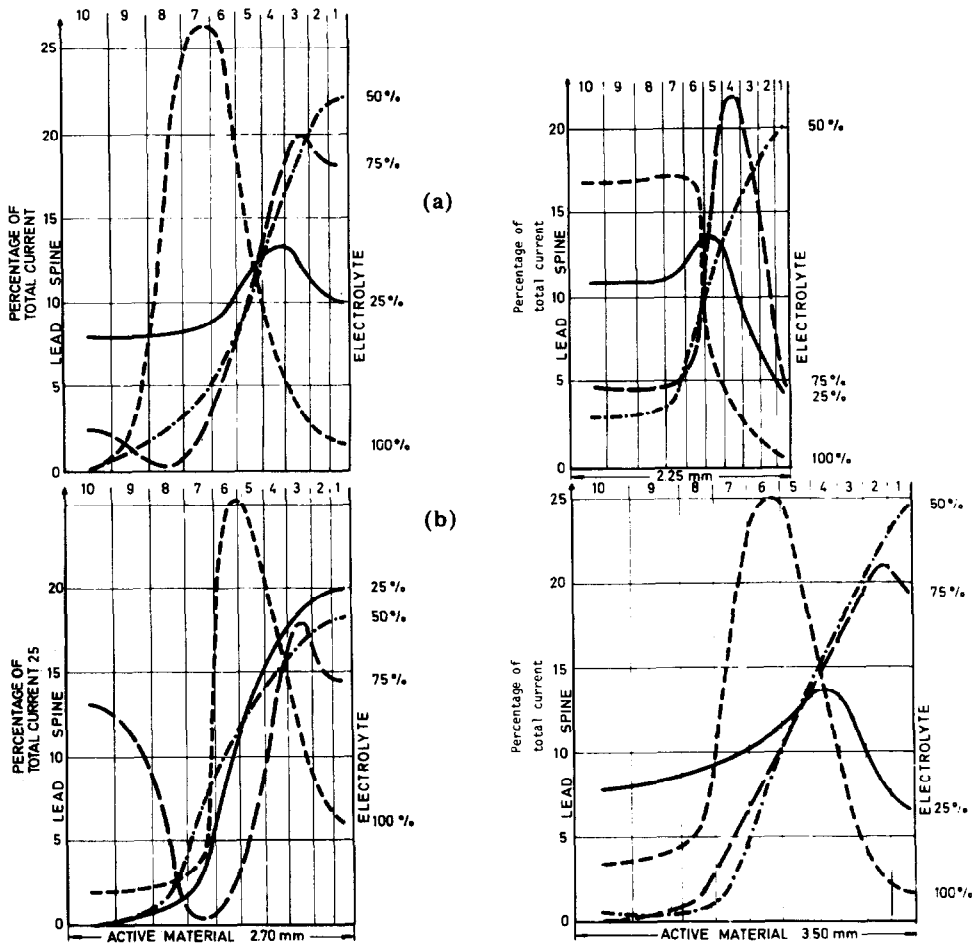 10 9 8 7 6 5 4 3 2 1
25
20
15
10
5
0
PERCENTAGE OF
TOTAL CURRENT
LEAD SPINE
ELECTROLYTE
50%
75%
25%
100%
(a)
10 9 8 7 6 5 4 3 2 1
20
15
10
5
0
Percentage of
total current
LEAD SPINE
ELECTROLYTE
50%
75%
25%
100%
2.25 mm
10 9 8 7 6 5 4 3 2 1
20
15
10
5
0
PERCENTAGE OF
TOTAL CURRENT 25
LEAD SPINE
ELECTROLYTE
25%
50%
75%
100%
ACTIVE MATERIAL 2.70 mm
(b)
10 9 8 7 6 5 4 3 2 1
25
20
15
10
5
0
Percentage of
total current
LEAD SPINE
ELECTROLYTE
50%
75%
25%
100%
ACTIVE MATERIAL 3.50 mm